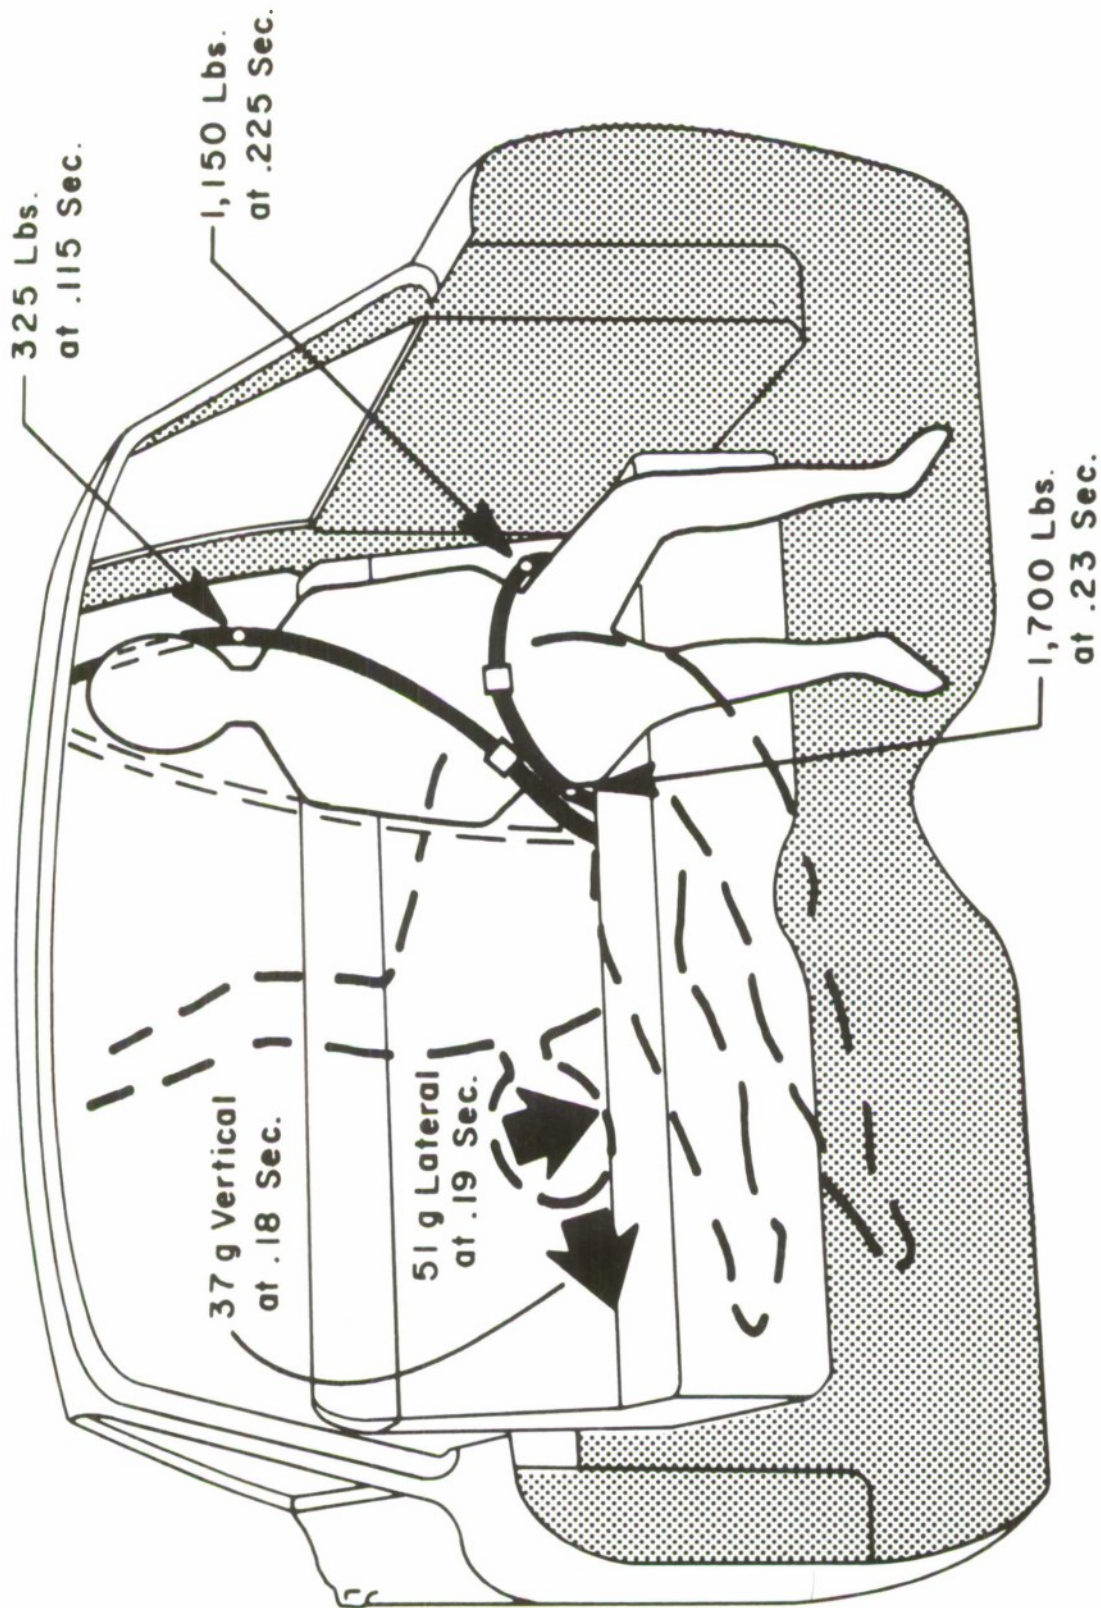 325 Lbs.
at .115 Sec.
1,150 Lbs.
at .225 Sec.
37 g Vertical
at .18 Sec.
51 g Lateral
at .19 Sec.
1,700 Lbs.
at .23 Sec.